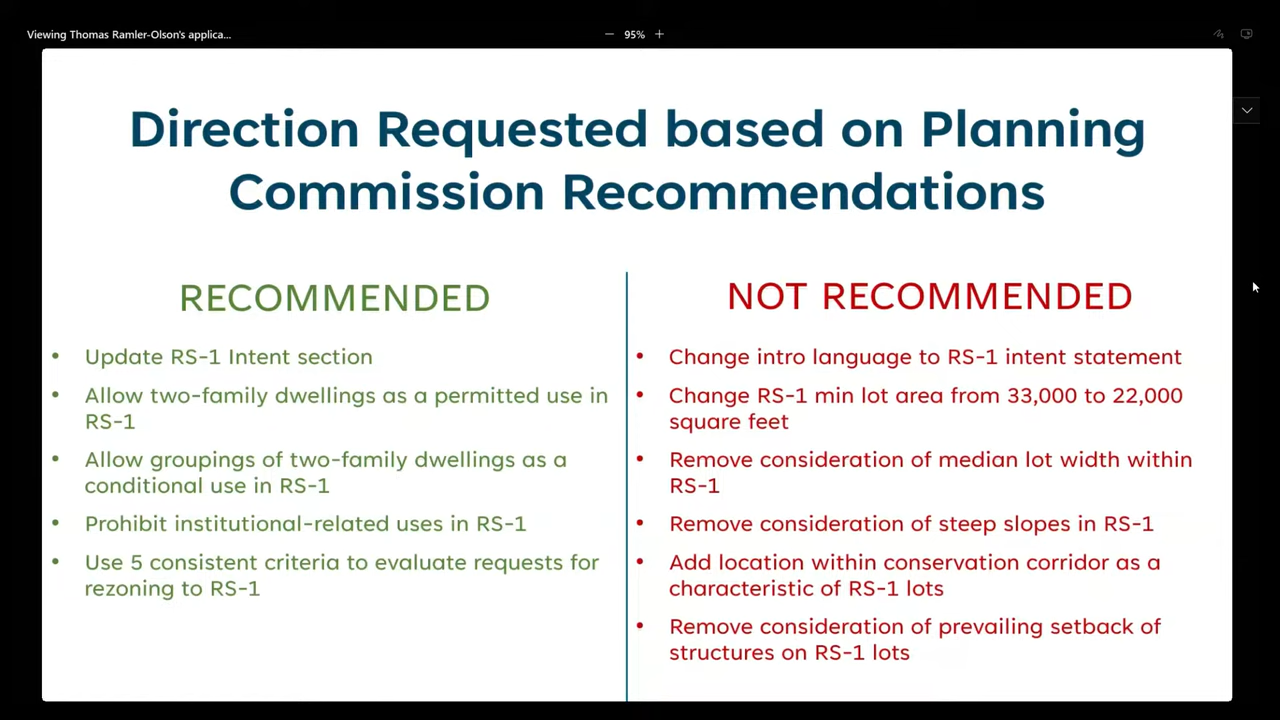 Viewing Thomas Ramler-Olson's applica...
95%
Direction Requested based on Planning
Commission Recommendations
RECOMMENDED
• Update RS-1 Intent section
• Allow two-family dwellings as a permitted use in
RS-1
• Allow groupings of two-family dwellings as a
conditional use in RS-1
• Prohibit institutional-related uses in RS-1
• Use 5 consistent criteria to evaluate requests for
rezoning to RS-1
NOT RECOMMENDED
• Change intro language to RS-1 intent statement
• Change RS-1 min lot area from 33,000 to 22,000
square feet
• Remove consideration of median lot width within
RS-1
• Remove consideration of steep slopes in RS-1
• Add location within conservation corridor as a
characteristic of RS-1 lots
• Remove consideration of prevailing setback of
structures on RS-1 lots